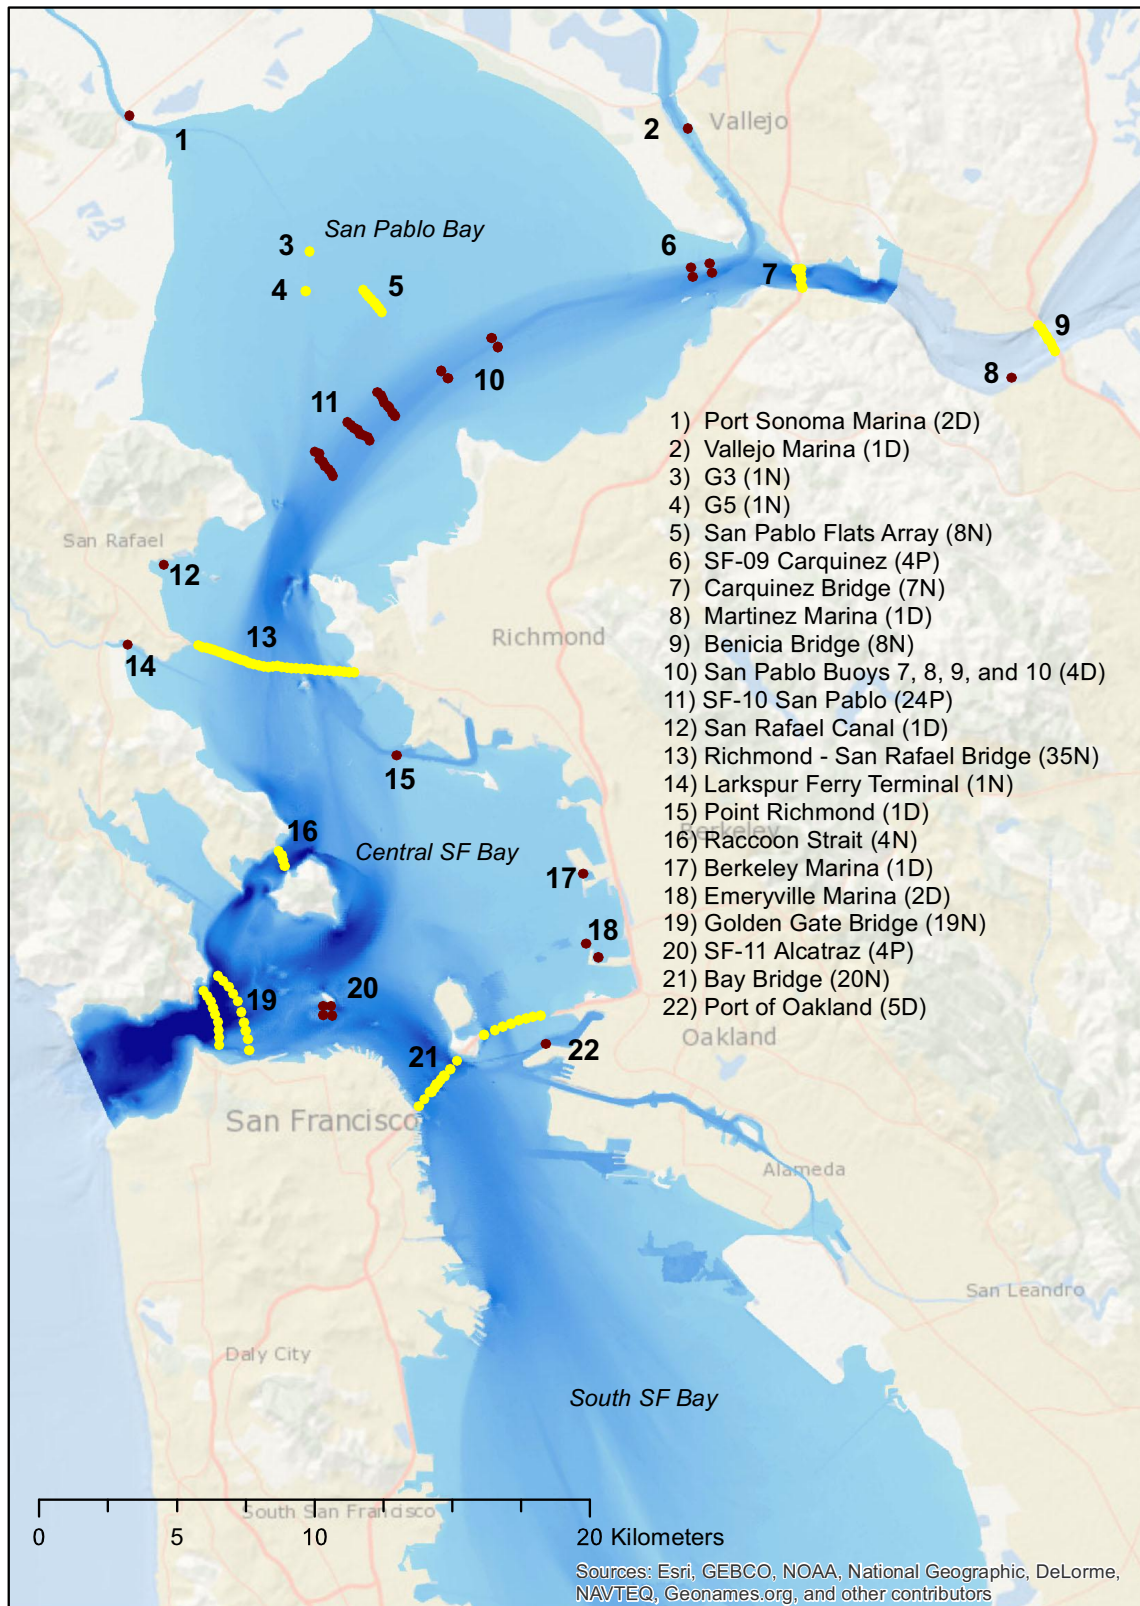 Vallejo
1
2
San Pablo Bay
3
4
5
6
7
8
9
10
11
1) Port Sonoma Marina (2D)
2) Vallejo Marina (1D)
3) G3 (1N)
4) G5 (1N)
5) San Pablo Flats Array (8N)
6) SF-09 Carquinez (4P)
7) Carquinez Bridge (7N)
8) Martinez Marina (1D)
9) Benicia Bridge (8N)
10) San Pablo Buoys 7, 8, 9, and 10 (4D)
11) SF-10 San Pablo (24P)
12) San Rafael Canal (1D)
13) Richmond - San Rafael Bridge (35N)
14) Larkspur Ferry Terminal (1N)
15) Point Richmond (1D)
16) Raccoon Strait (4N)
17) Berkeley Marina (1D)
18) Emeryville Marina (2D)
19) Golden Gate Bridge (19N)
20) SF-11 Alcatraz (4P)
21) Bay Bridge (20N)
22) Port of Oakland (5D)
San Rafael
12
Richmond
13
14
15
Berkeley
16
Central SF Bay
17
18
19
20
21
22
Oakland
San Francisco
Alameda
San Leandro
Daly City
South SF Bay
South San Francisco
0 5 10 20 Kilometers
Sources: Esri, GEBCO, NOAA, National Geographic, DeLorme,
NAVTEQ, Geonames.org, and other contributors